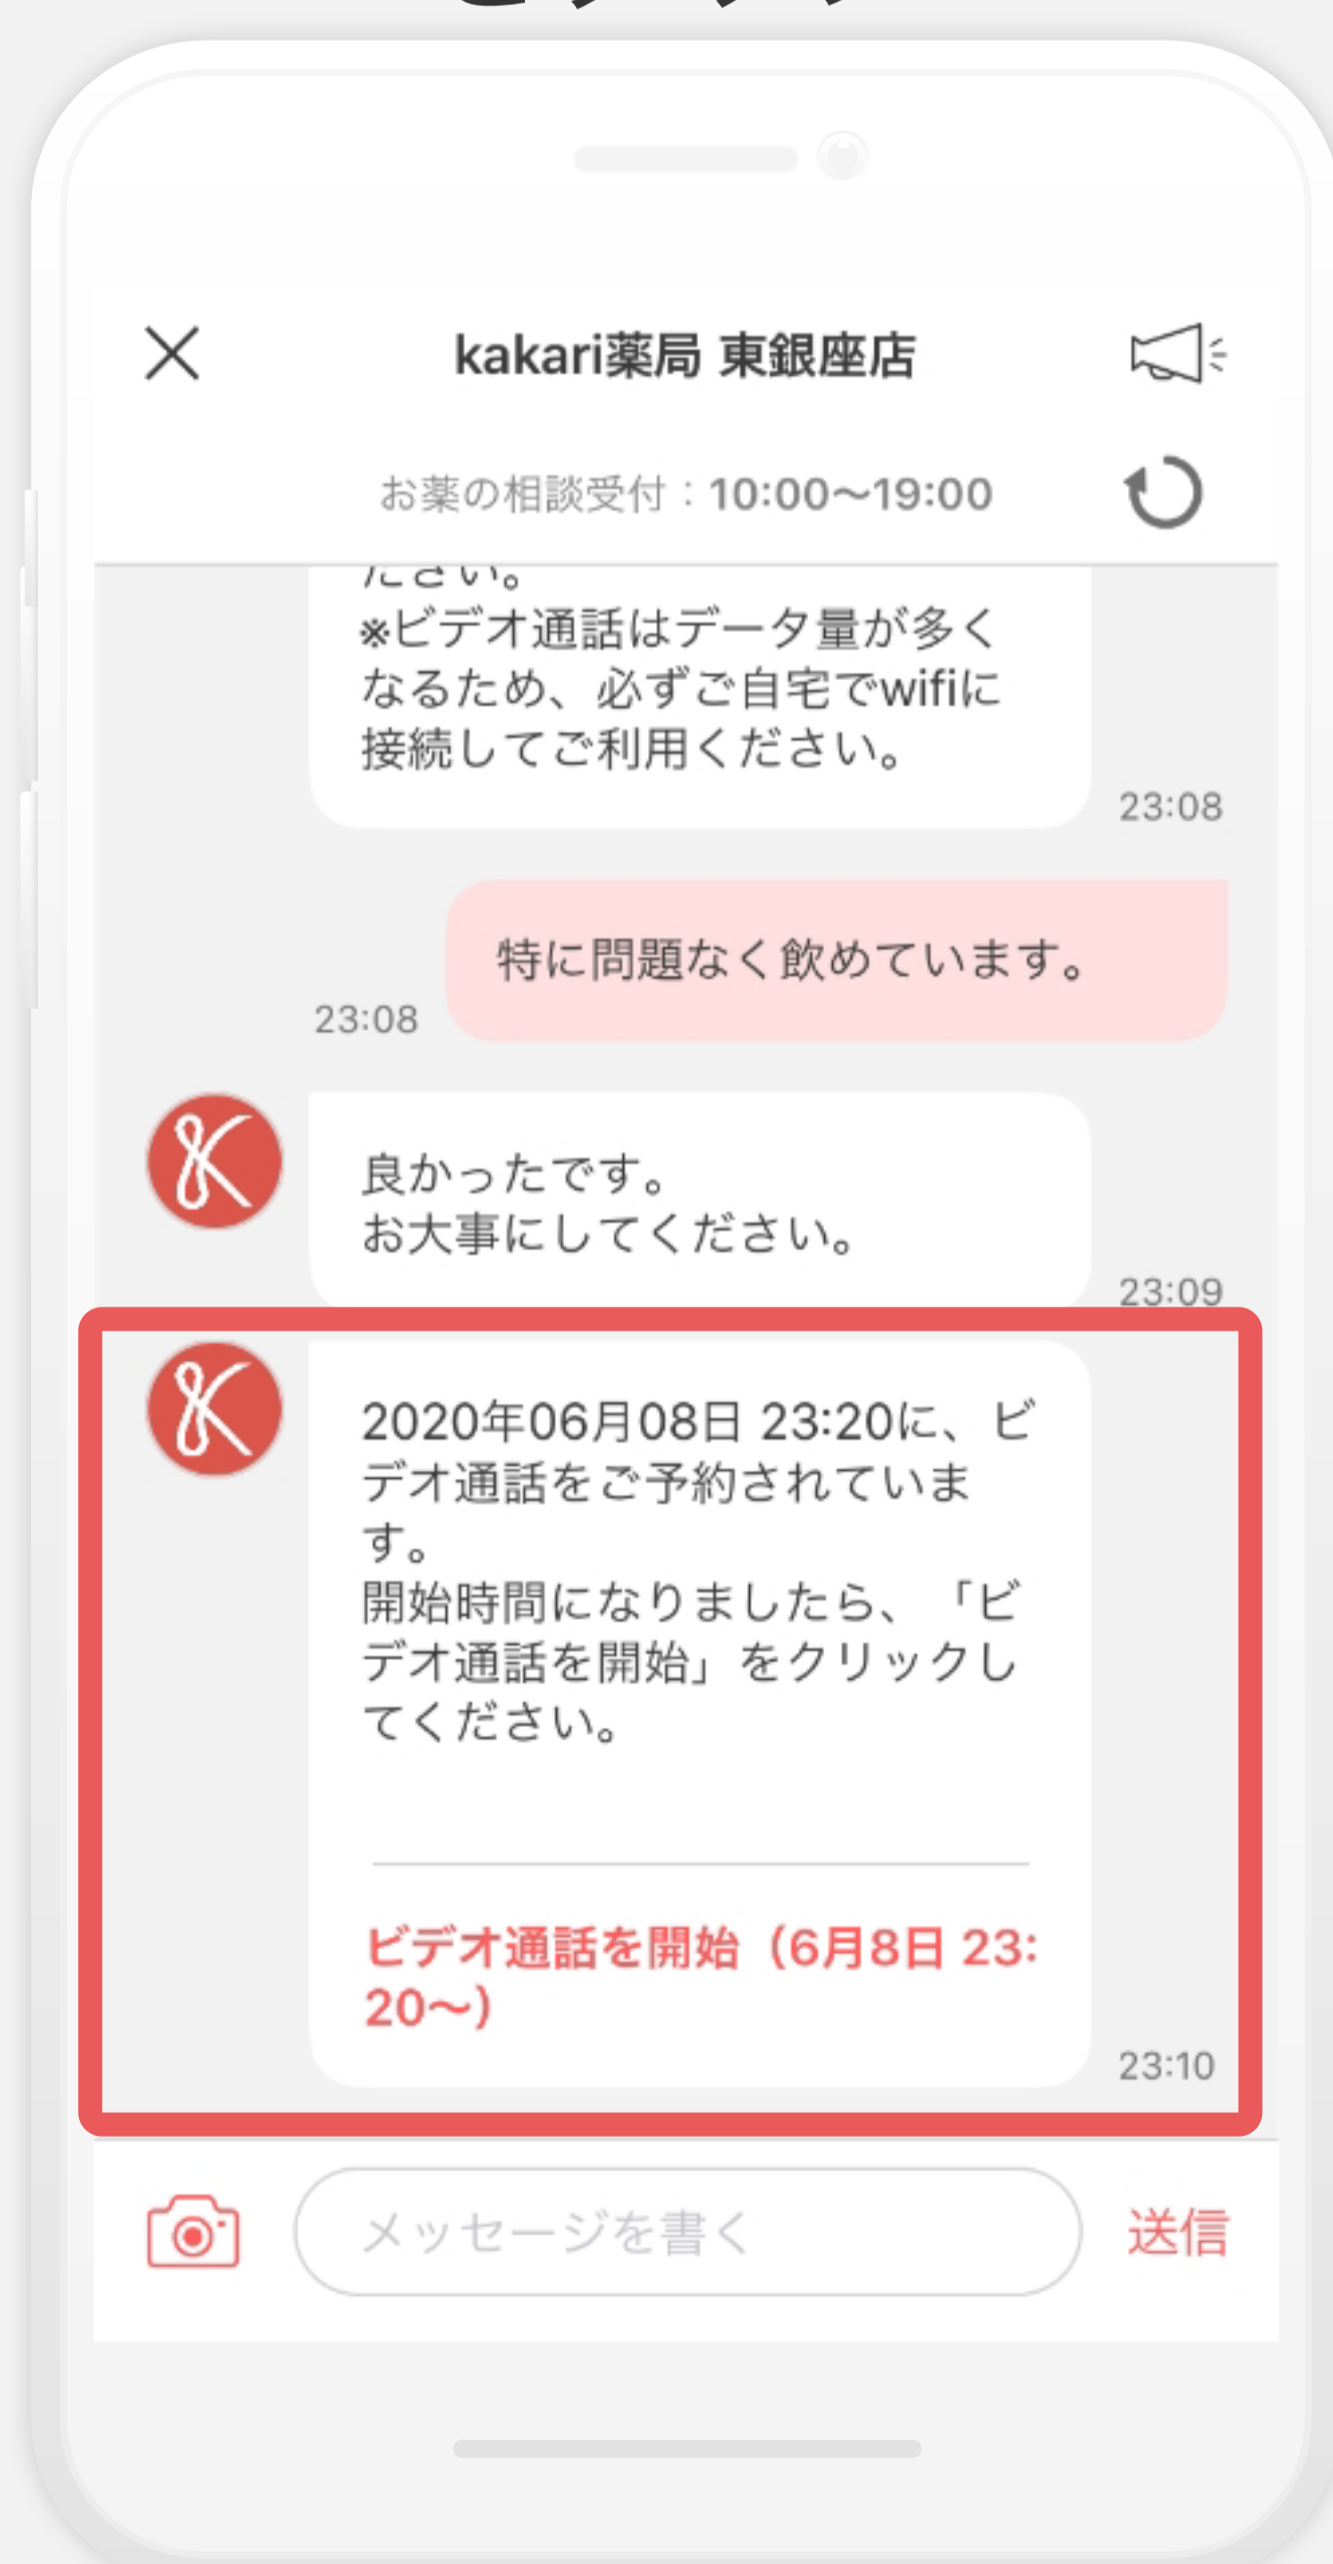 kakari薬局 東銀座店
お薬の相談受付：10:00〜19:00
ださい。
※ビデオ通話はデータ量が多く
なるため、必ずご自宅でwifiに
接続してご利用ください。
23:08
特に問題なく飲めています。
23:08
良かったです。
お大事にしてください。
23:09
2020年06月08日 23:20に、ビ
デオ通話をご予約されていま
す。
開始時間になりましたら、「ビ
デオ通話を開始」をクリックし
てください。
ビデオ通話を開始（6月8日 23:
20〜）
23:10
メッセージを書く
送信